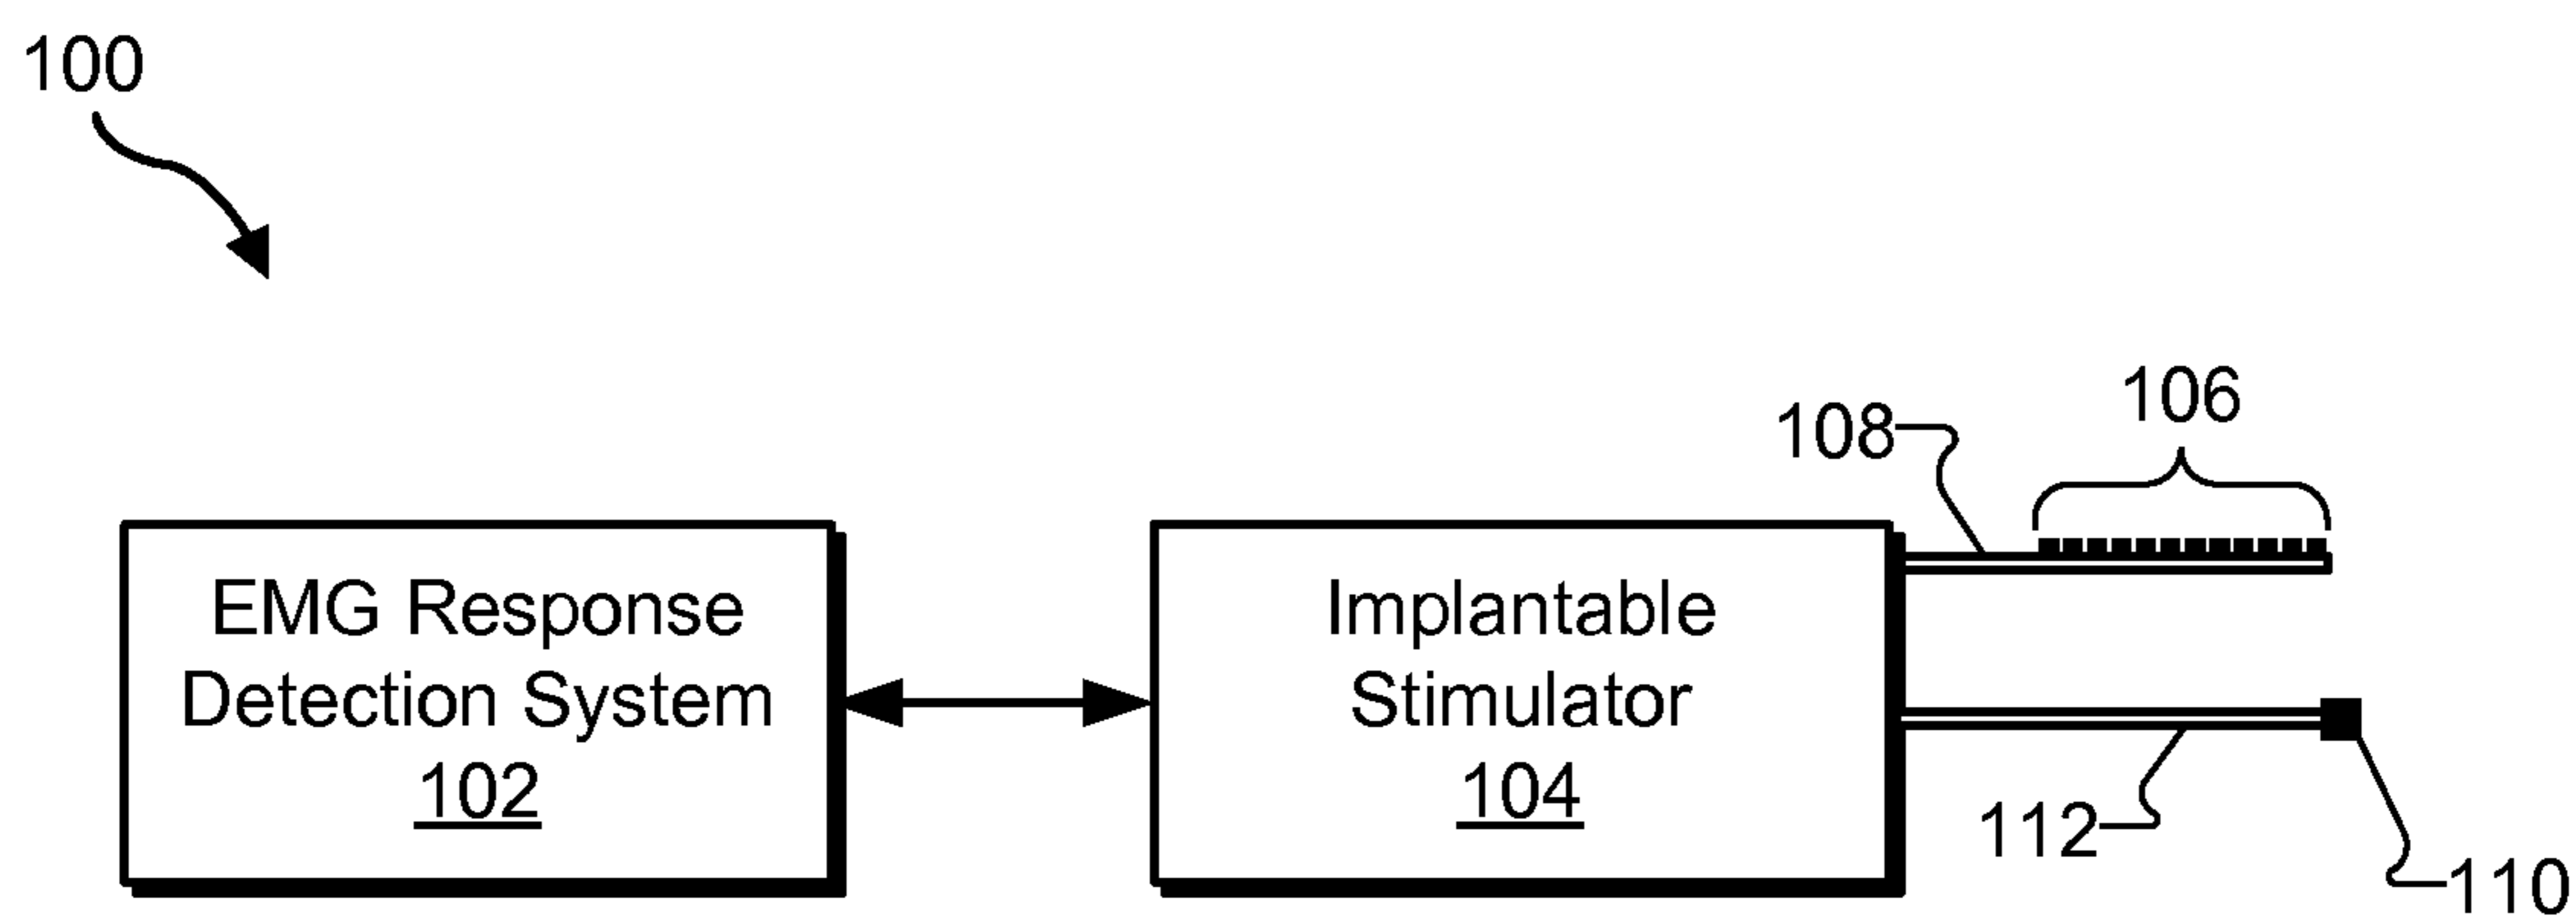 100
106
108
EMG Response
Detection System
102
Implantable
Stimulator
104
112
110